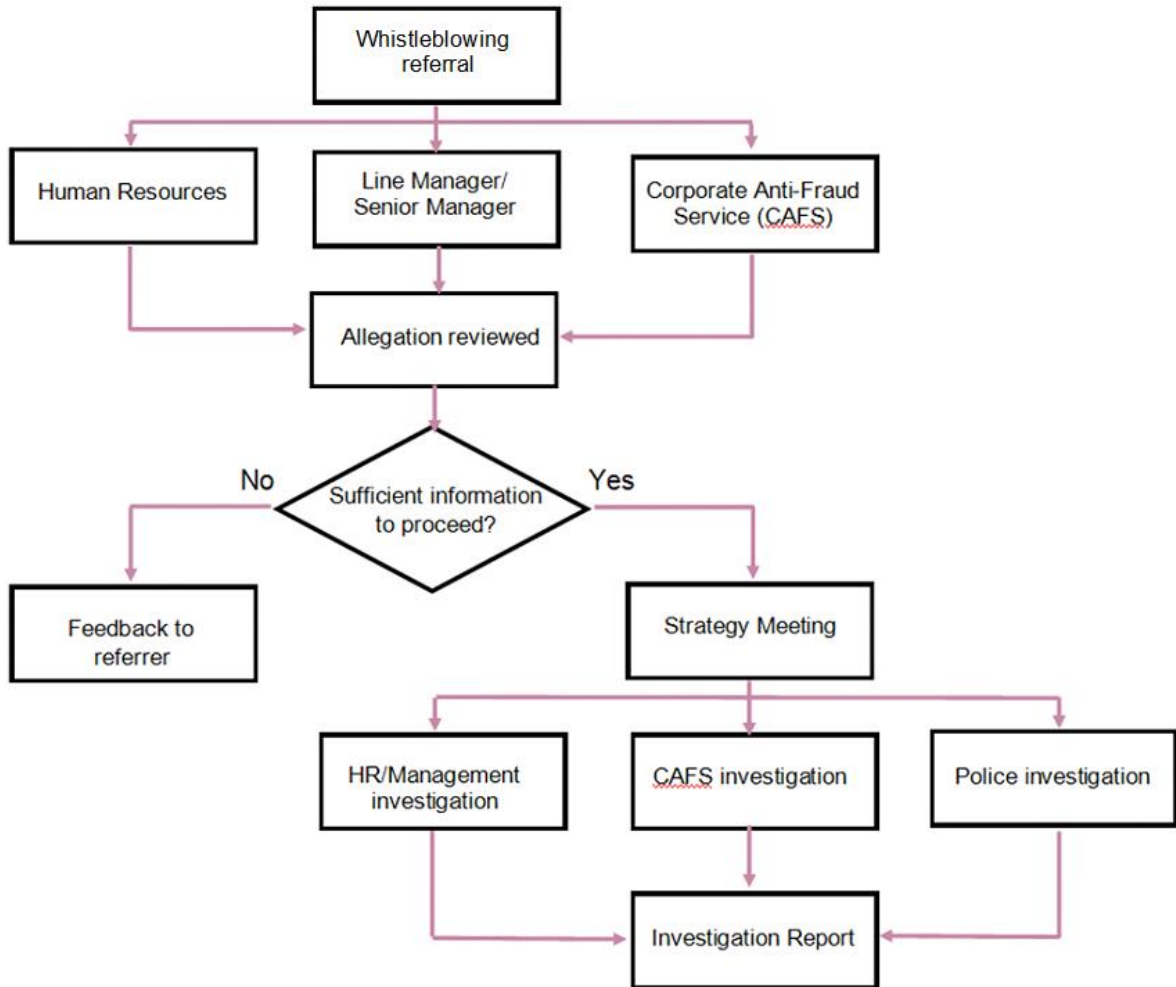 Whistleblowing
referral
Human Resources
Line Manager/
Senior Manager
Corporate Anti-Fraud
Service (CAFS)
Allegation reviewed
No
Sufficient information
to proceed?
Yes
Feedback to
referrer
Strategy Meeting
HR/Management
investigation
CAFS investigation
Police investigation
Investigation Report